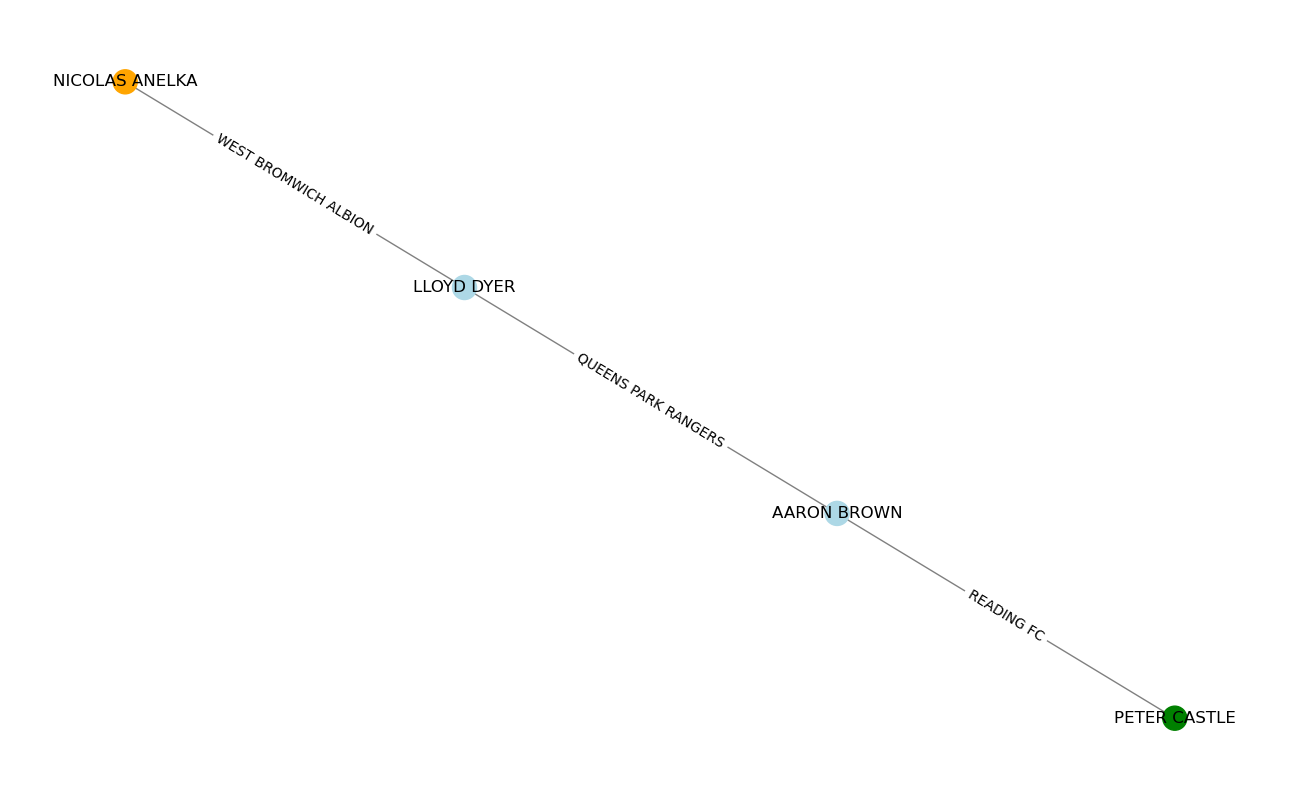 NICOLAS ANELKA
WEST BROMWICH ALBION
LLOYD DYER
QUEENS PARK RANGERS
AARON BROWN
READING FC
PETER CASTLE